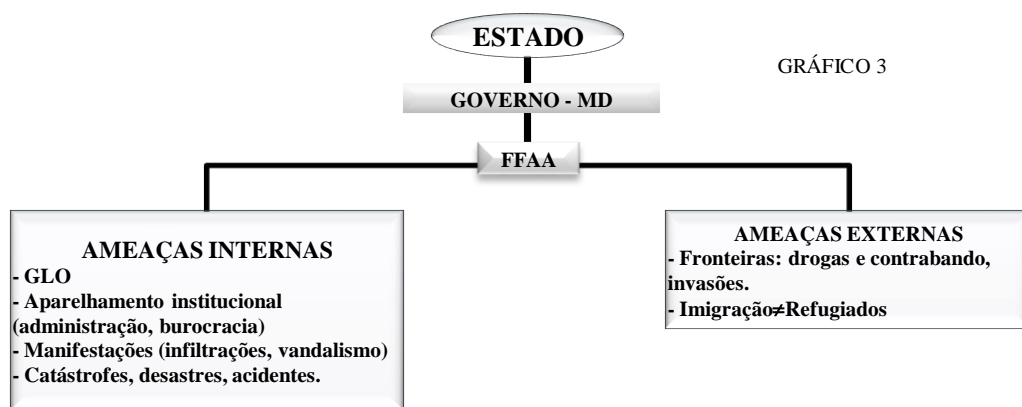 ESTADO
GRÁFICO 3
GOVERNO - MD
FFAA
AMEAÇAS INTERNAS
- GLO
- Aparelhamento institucional
(administração, burocracia)
- Manifestações (infiltrações, vandalismo)
- Catástrofes, desastres, acidentes.
AMEAÇAS EXTERNAS
- Fronteiras: drogas e contrabando,
invasões.
- Imigração≠Refugiados